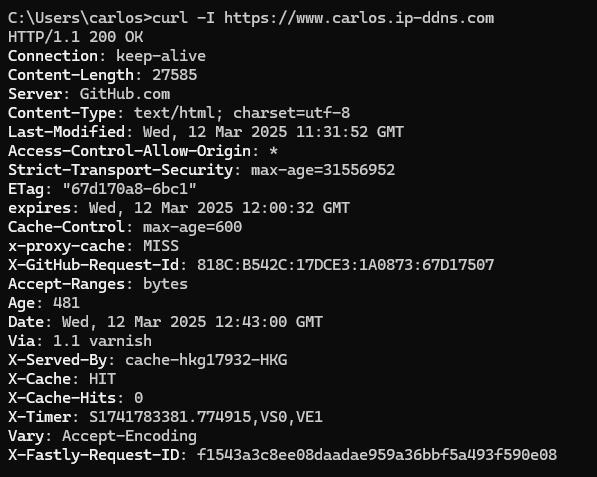 C:\Users\carlos>curl -I https://www.carlos.ip-ddns.com
HTTP/1.1 200 OK
Connection: keep-alive
Content-Length: 27585
Server: GitHub.com
Content-Type: text/html; charset=utf-8
Last-Modified: Wed, 12 Mar 2025 11:31:52 GMT
Access-Control-Allow-Origin: *
Strict-Transport-Security: max-age=31556952
ETag: "67d170a8-6bc1"
expires: Wed, 12 Mar 2025 12:00:32 GMT
Cache-Control: max-age=600
x-proxy-cache: MISS
X-GitHub-Request-Id: 818C:B542C:17DCE3:1A0873:67D17507
Accept-Ranges: bytes
Age: 481
Date: Wed, 12 Mar 2025 12:43:00 GMT
Via: 1.1 varnish
X-Served-By: cache-hkg17932-HKG
X-Cache: HIT
X-Cache-Hits: 0
X-Timer: S1741783381.774915,VS0,VE1
Vary: Accept-Encoding
X-Fastly-Request-ID: f1543a3c8ee08daadae959a36bbf5a493f590e08